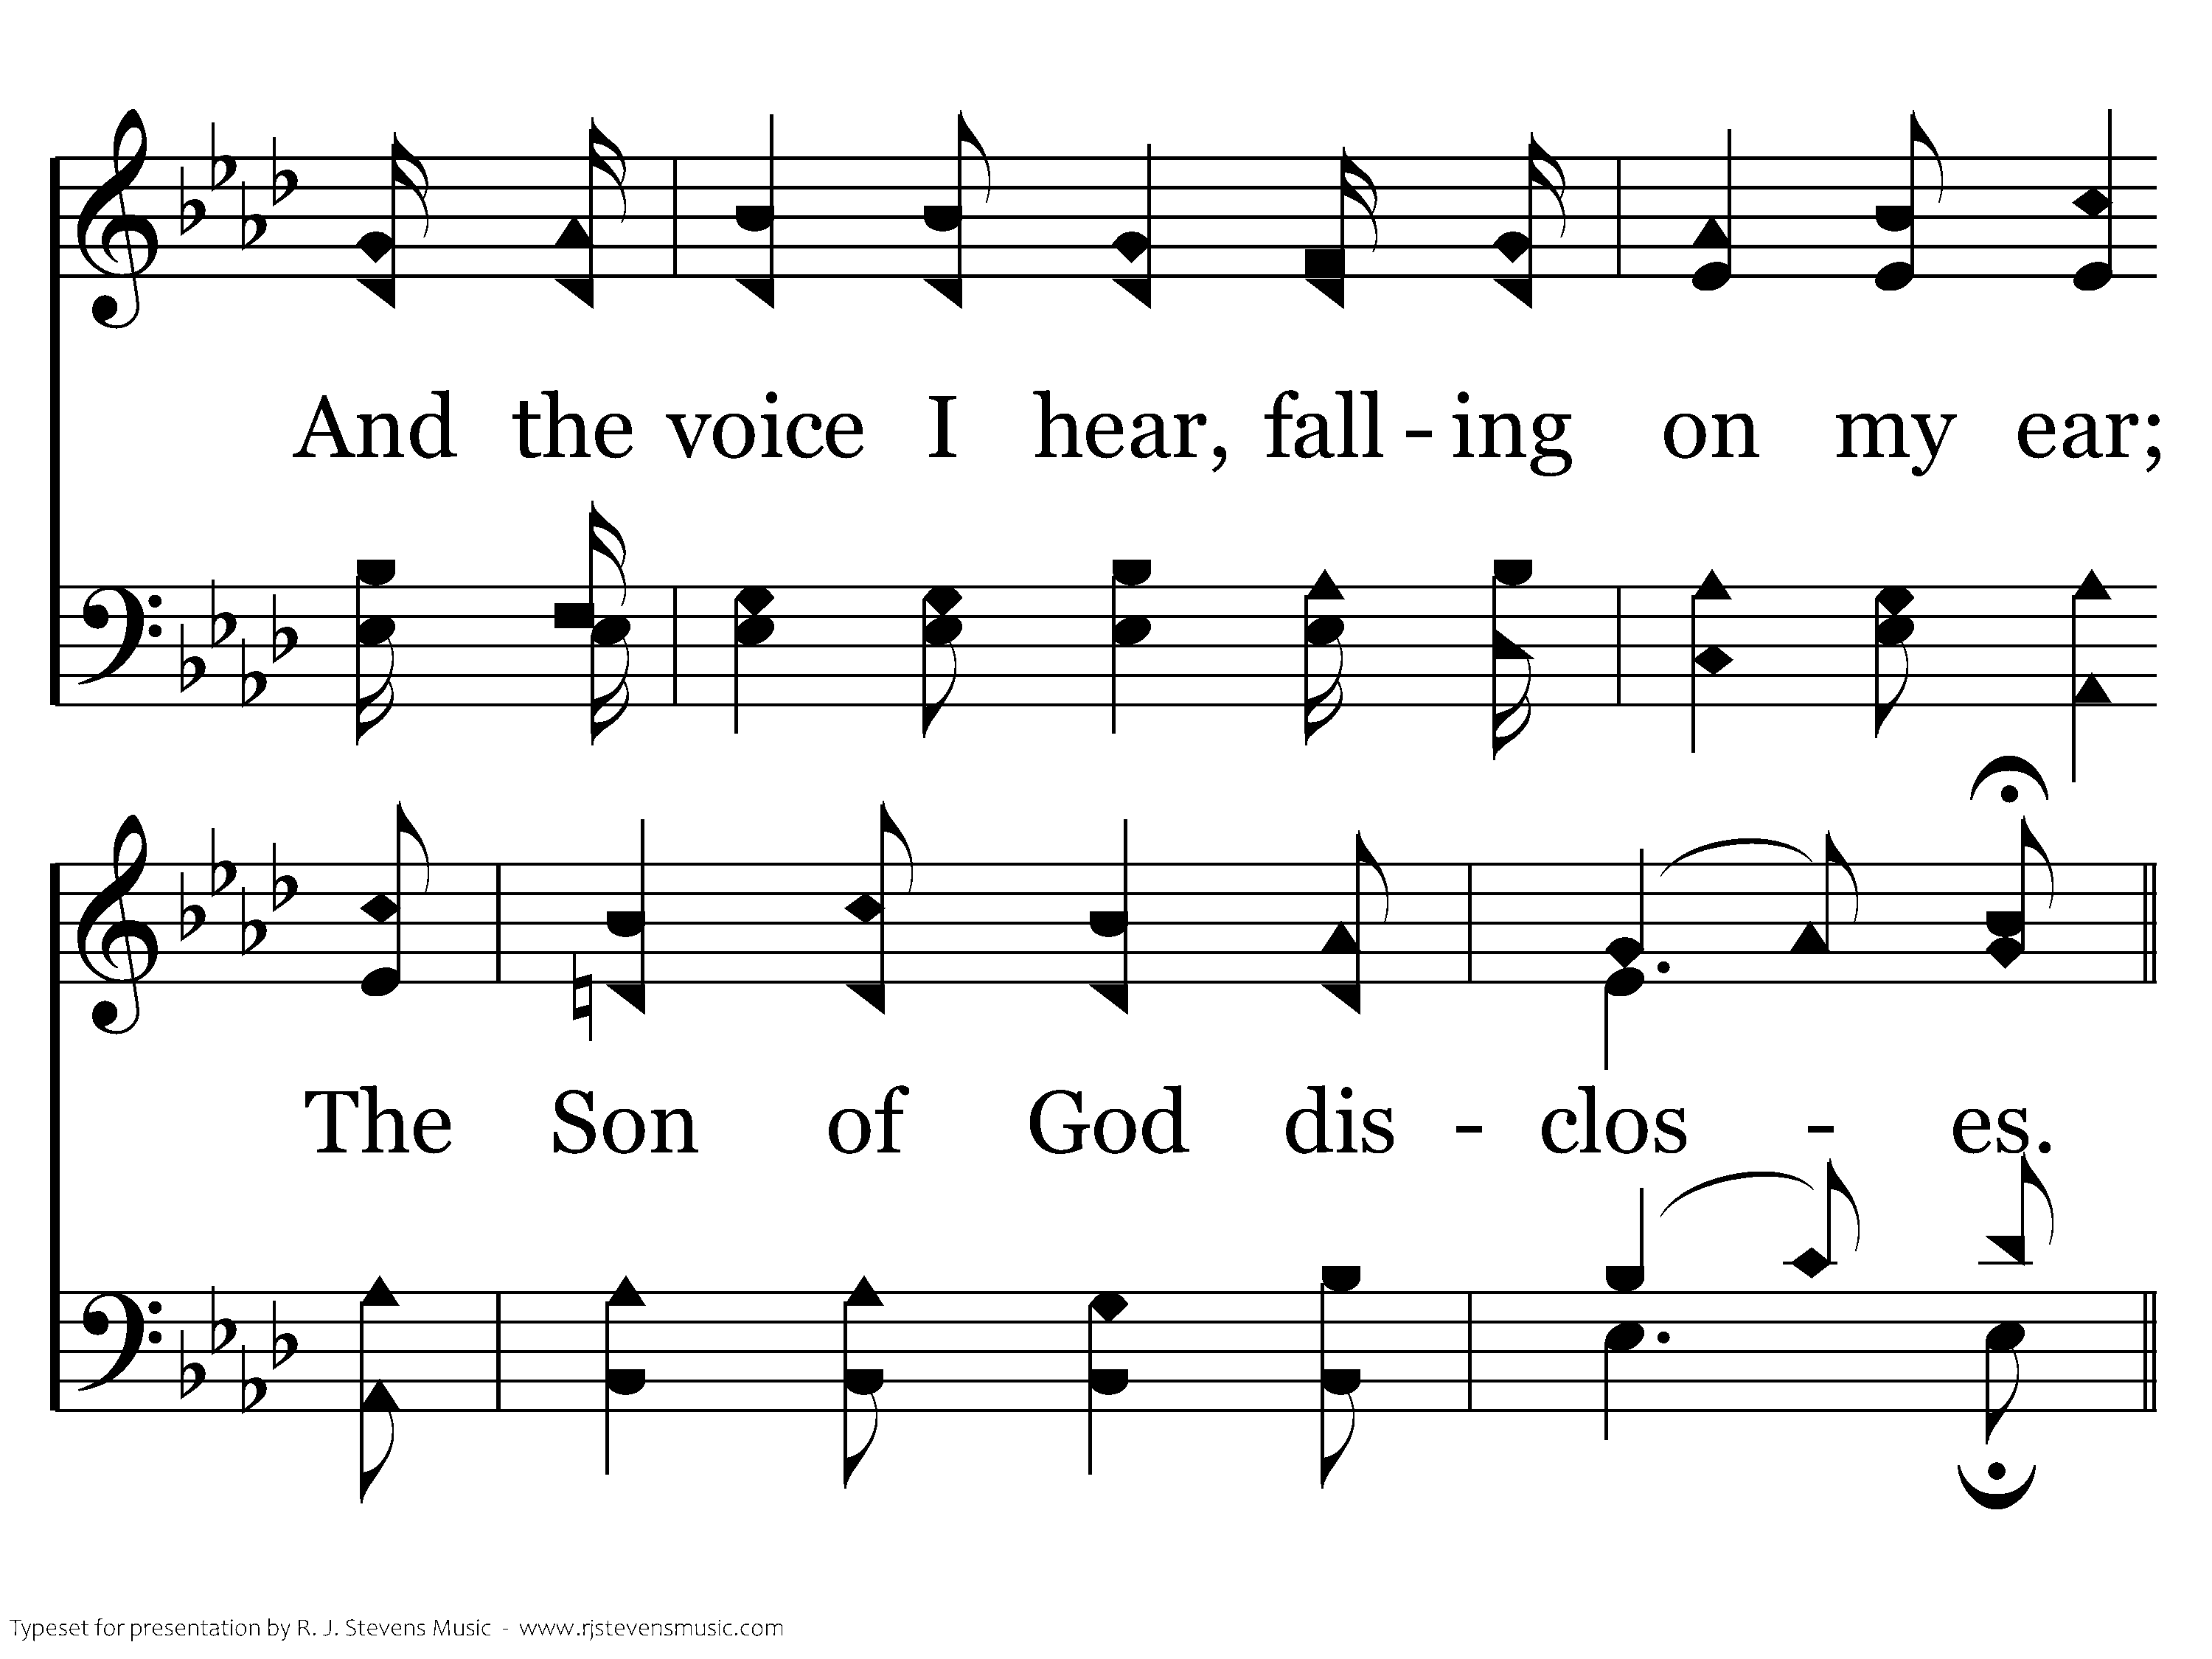 And the voice I hear, fall - ing on my ear;
The Son of God dis - clos - es.
Typeset for presentation by R. J. Stevens Music - www.rjstevensmusic.com